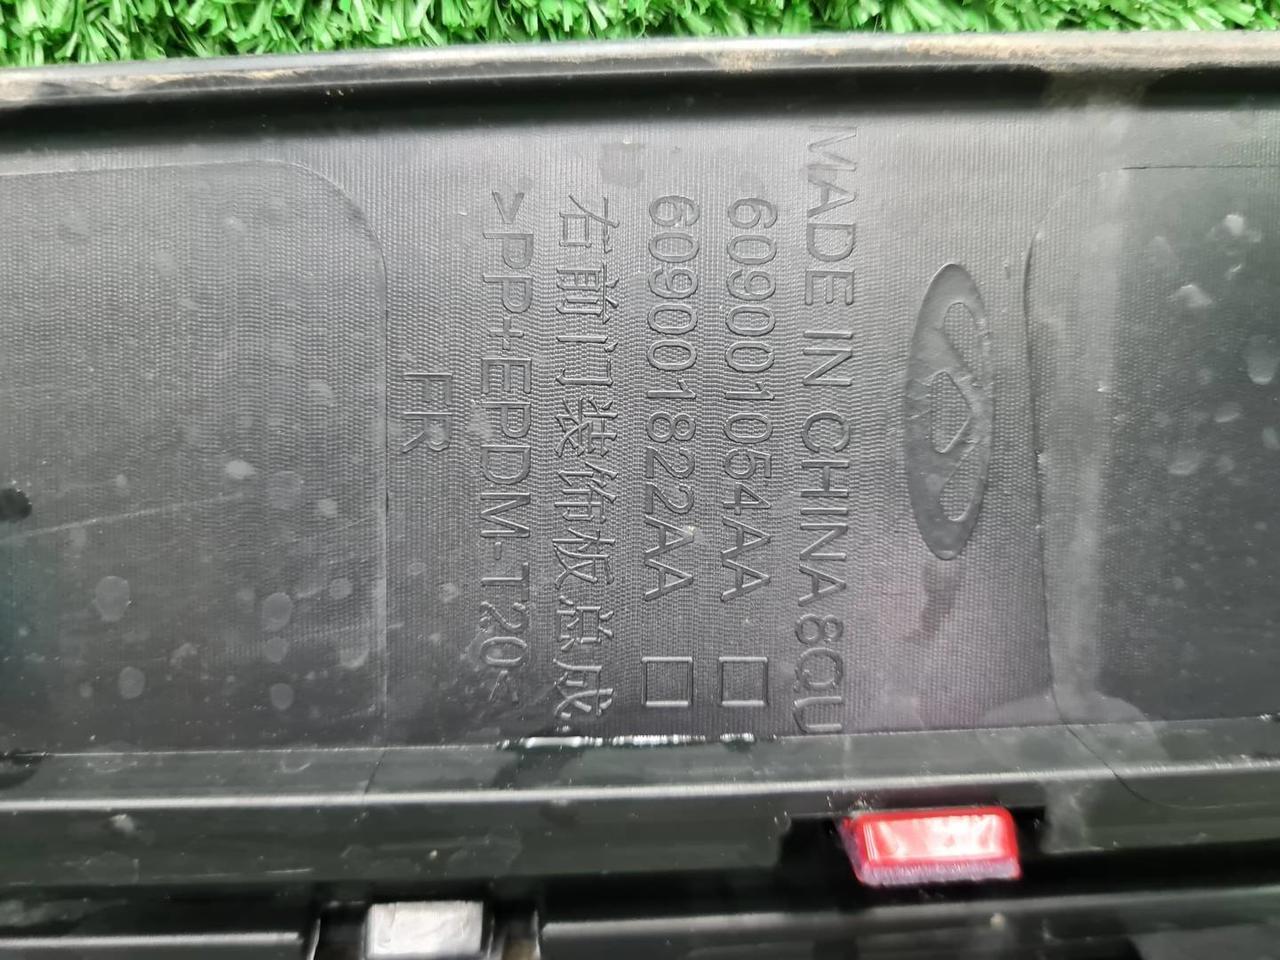 MADE IN CHINA 8QU
609001054AA □
609001822AA □
右前门装饰板总成
>PP+EPDM-T20<
FR